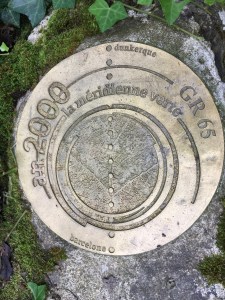 dunkerque
GR 65
an 2000
la méridienne verte
barcelone